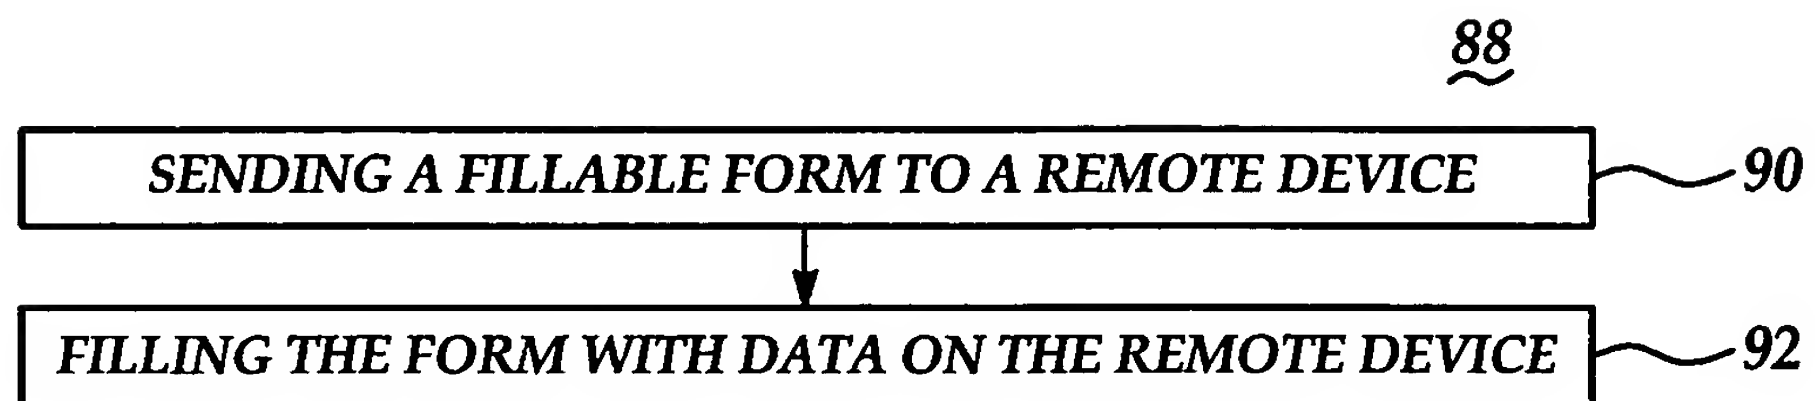 88
SENDING A FILLABLE FORM TO A REMOTE DEVICE
90
FILLING THE FORM WITH DATA ON THE REMOTE DEVICE
92